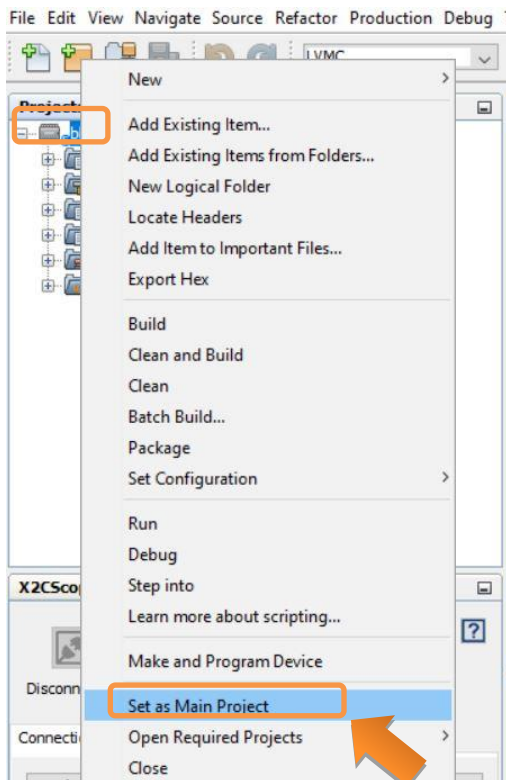 File Edit View Navigate Source Refactor Production Debug
LVMC
New
Projects
Add Existing Item...
Add Existing Items from Folders...
New Logical Folder
Locate Headers
Add Item to Important Files...
Export Hex
Build
Clean and Build
Clean
Batch Build...
Package
Set Configuration
Run
Debug
Step into
X2CSco
Learn more about scripting...
Make and Program Device
Disconn
Set as Main Project
Connecti
Open Required Projects
Close